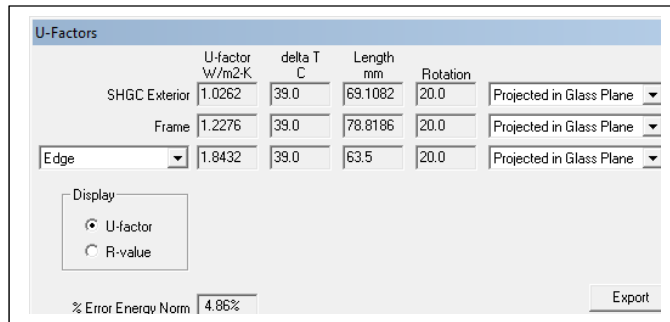 U-Factors
U-factor delta T Length
W/m2-K C mm Rotation
SHGC Exterior 1.0262 39.0 69.1082 20.0 Projected in Glass Plane
Frame 1.2276 39.0 78.8186 20.0 Projected in Glass Plane
Edge 1.8432 39.0 63.5 20.0 Projected in Glass Plane
Display
U-factor
R-value
% Error Energy Norm 4.86%
Export